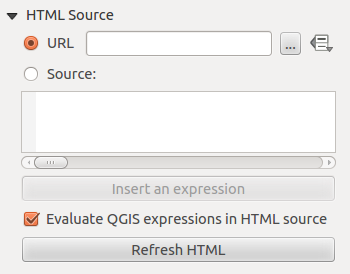 HTML Source
URL
...
Source:
Insert an expression
Evaluate QGIS expressions in HTML source
Refresh HTML